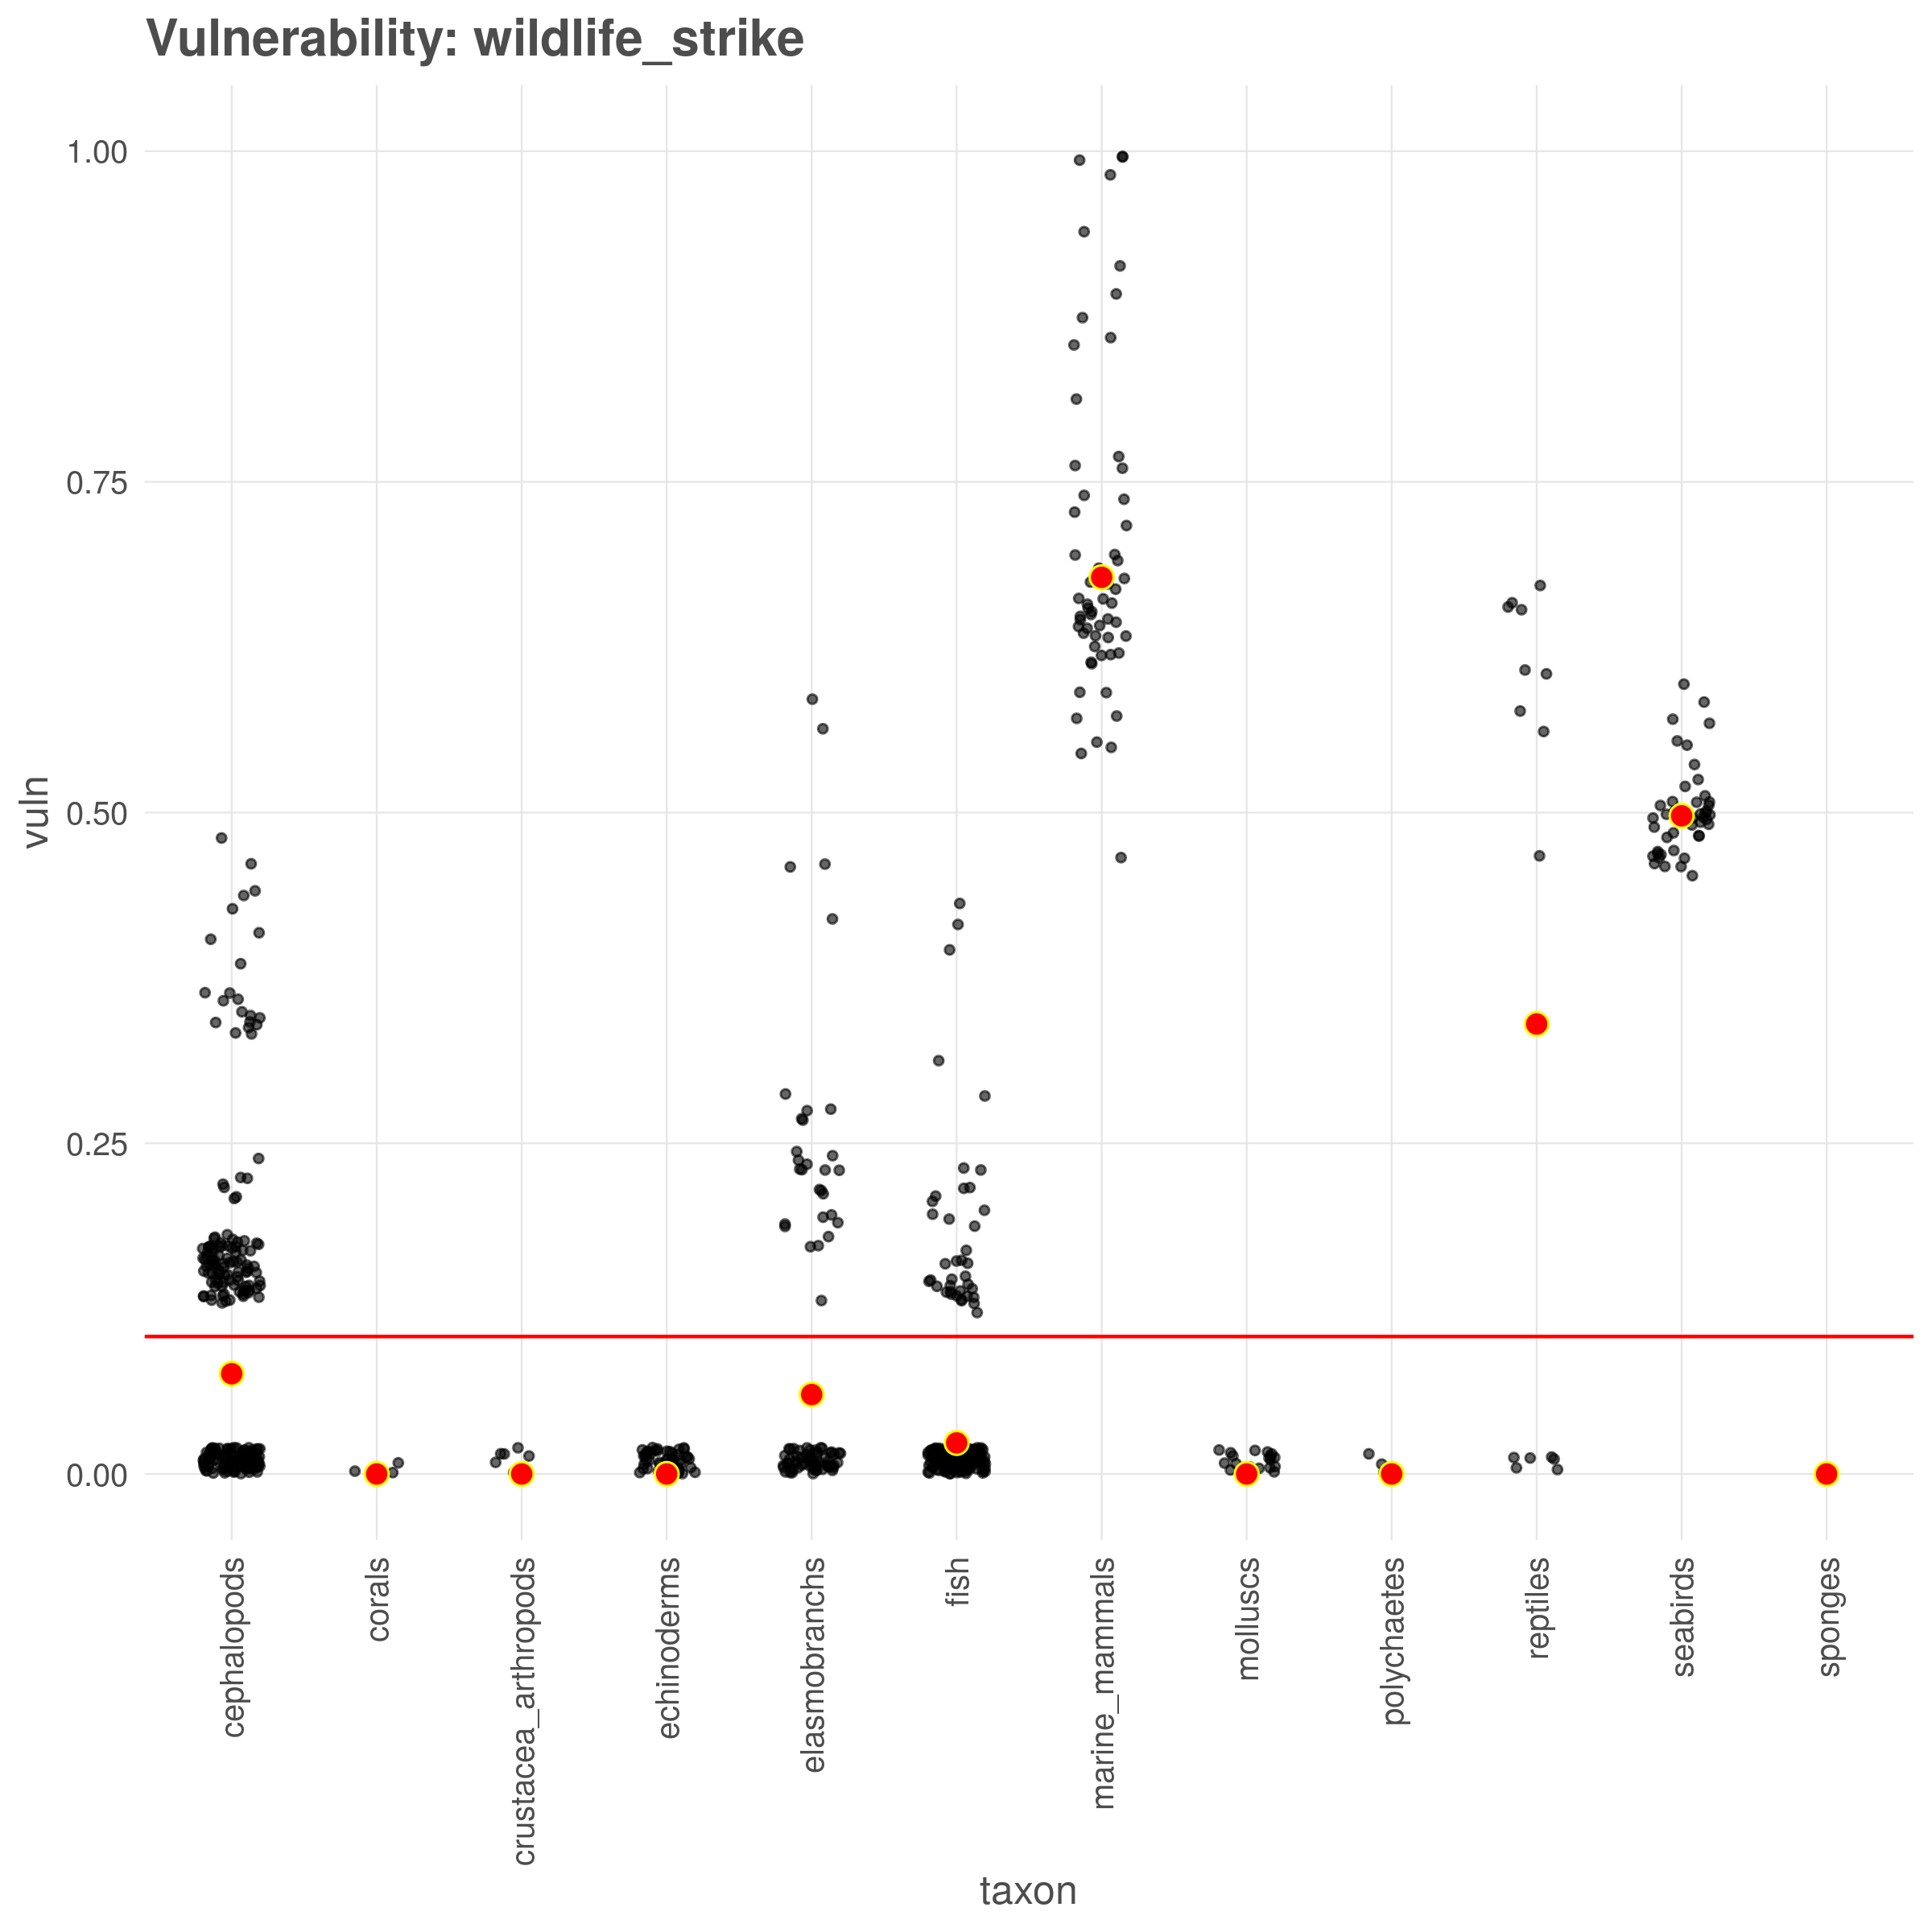 Vulnerability: wildlife_strike
vuln
1.00
0.75
0.50
0.25
0.00
cephalopods
corals
crustacea_arthropods
echinoderms
elasmobranchs
fish
marine_mammals
molluscs
polychaetes
reptiles
seabirds
sponges
taxon